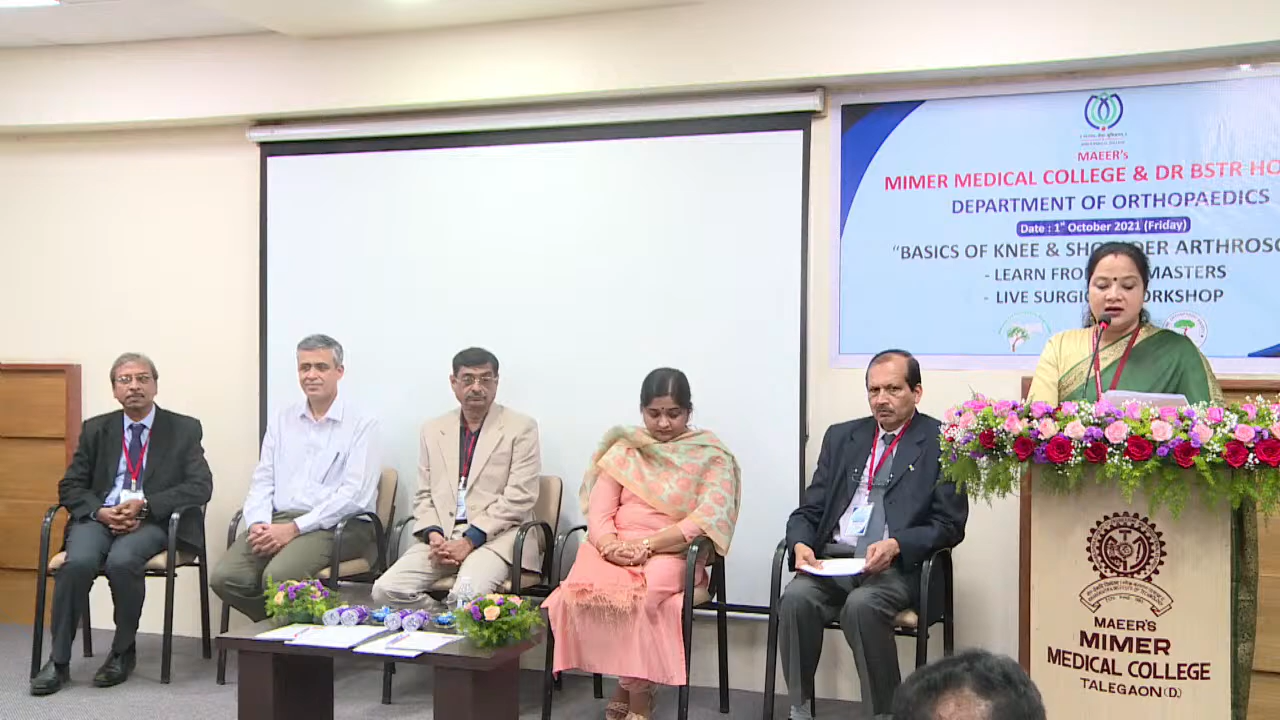 MAEER's
MIMER MEDICAL COLLEGE & DR BSTR HO
DEPARTMENT OF ORTHOPAEDICS
Date : 1st October 2021 (Friday)
"BASICS OF KNEE & SHO DER ARTHROSC
- LEARN FRO MASTERS
- LIVE SURGIC ORKSHOP
MAEER'S
MIMER
MEDICAL COLLEGE
TALEGAON (D.)